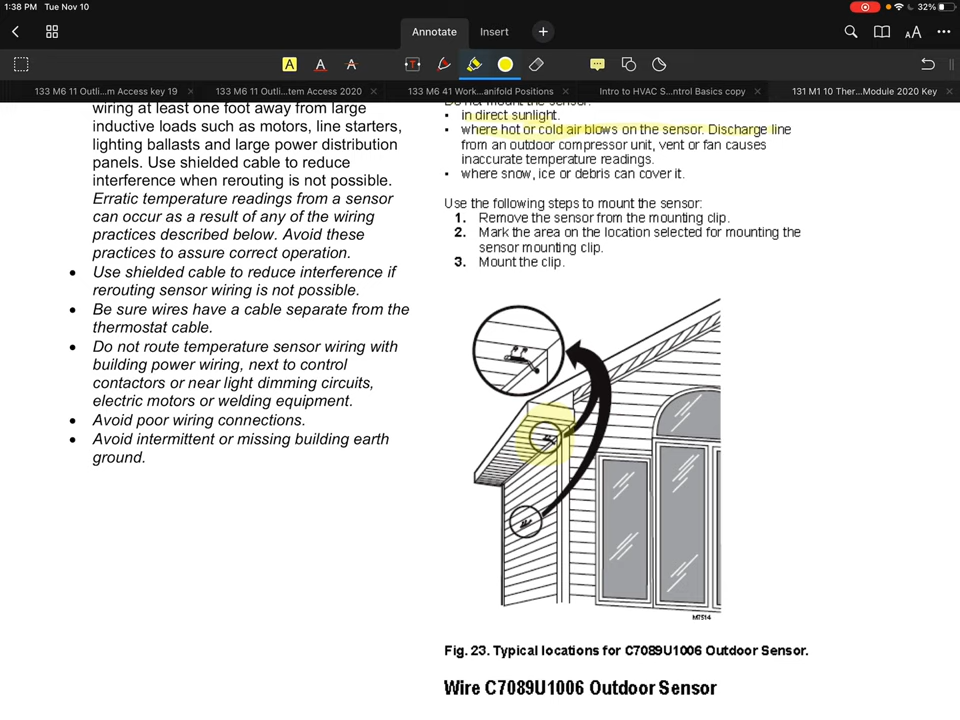 1:38 PM Tue Nov 10
32%
Annotate
Insert
AA
A A A T
133 M6 11 Outli...m Access key 19
133 M6 11 Outli...tem Access 2020
133 M6 41 Work...anifold Positions
Intro to HVAC S...ntrol Basics copy
131 M1 10 Ther...Module 2020 Key
wiring at least one foot away from large
inductive loads such as motors, line starters,
lighting ballasts and large power distribution
panels. Use shielded cable to reduce
interference when rerouting is not possible.
Erratic temperature readings from a sensor
can occur as a result of any of the wiring
practices described below. Avoid these
practices to assure correct operation.
• Use shielded cable to reduce interference if
rerouting sensor wiring is not possible.
• Be sure wires have a cable separate from the
thermostat cable.
• Do not route temperature sensor wiring with
building power wiring, next to control
contactors or near light dimming circuits,
electric motors or welding equipment.
• Avoid poor wiring connections.
• Avoid intermittent or missing building earth
ground.
Do not mount the sensor:
• in direct sunlight.
• where hot or cold air blows on the sensor. Discharge line
from an outdoor compressor unit, vent or fan causes
inaccurate temperature readings.
• where snow, ice or debris can cover it.
Use the following steps to mount the sensor:
1. Remove the sensor from the mounting clip.
2. Mark the area on the location selected for mounting the
sensor mounting clip.
3. Mount the clip.
M7514
Fig. 23. Typical locations for C7089U1006 Outdoor Sensor.
Wire C7089U1006 Outdoor Sensor